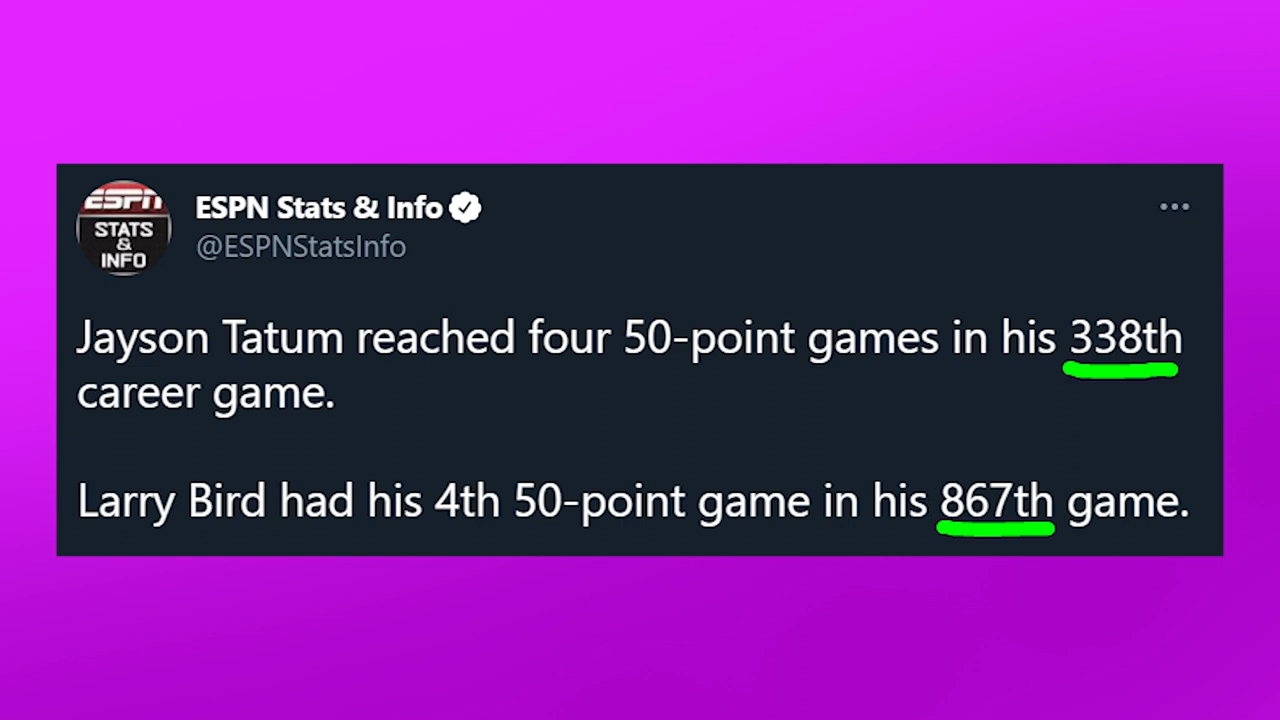 ESPN
STATS
&
INFO
ESPN Stats & Info
@ESPNStatsInfo
Jayson Tatum reached four 50-point games in his 338th
career game.
Larry Bird had his 4th 50-point game in his 867th game.